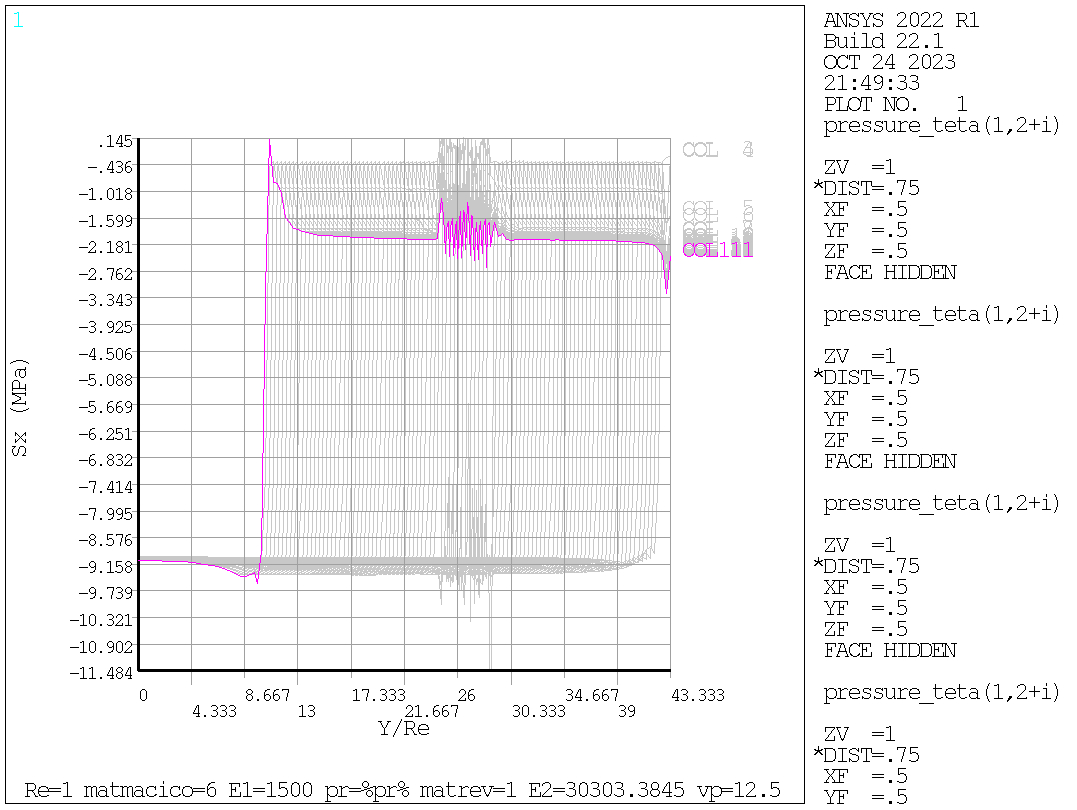 1
ANSYS 2022 R1
Build 22.1
OCT 24 2023
21:49:33
PLOT NO. 1
pressure_teta(1,2+i)
ZV =1
*DIST=.75
XF =.5
YF =.5
ZF =.5
FACE HIDDEN
pressure_teta(1,2+i)
ZV =1
*DIST=.75
XF =.5
YF =.5
ZF =.5
FACE HIDDEN
pressure_teta(1,2+i)
ZV =1
*DIST=.75
XF =.5
YF =.5
ZF =.5
FACE HIDDEN
pressure_teta(1,2+i)
ZV =1
*DIST=.75
XF =.5
YF =.5
.145
-.436
-1.018
-1.599
-2.181
-2.762
-3.343
-3.925
-4.506
-5.088
-5.669
-6.251
-6.832
-7.414
-7.995
-8.576
-9.158
-9.739
-10.321
-10.902
-11.484
Sx (MPa)
COL
COL111
0 8.667 17.333 26 34.667 43.333
4.333 13 21.667 30.333 39
Y/Re
Re=1 matmacico=6 E1=1500 pr=%pr% matrev=1 E2=30303.3845 vp=12.5